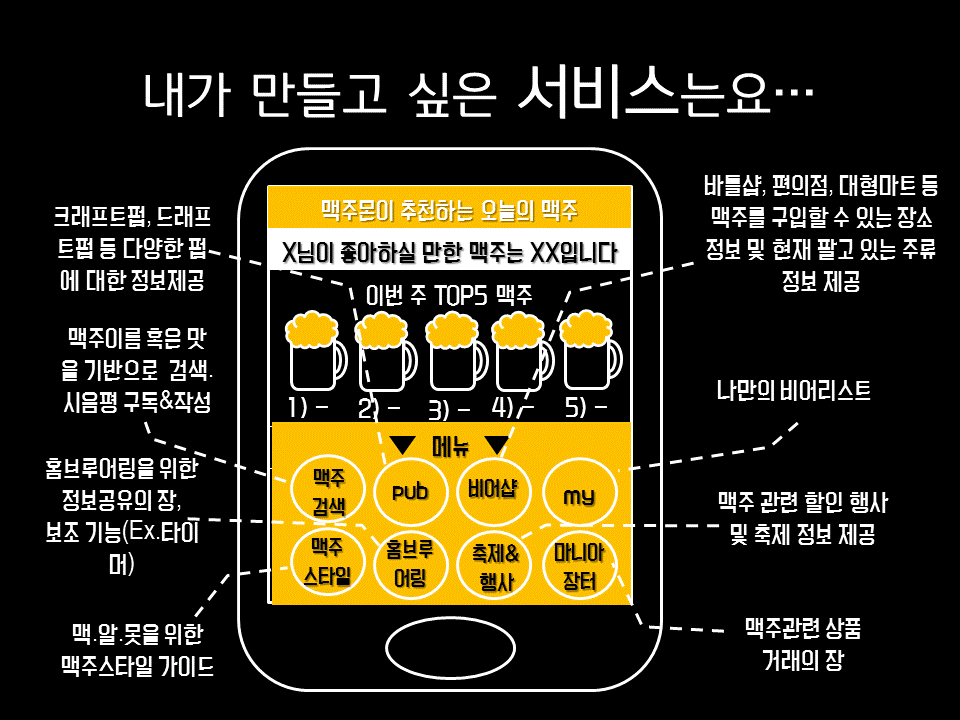 내가 만들고 싶은 서비스는요…
크래프트펍, 드래프
트펍 등 다양한 펍
에 대한 정보제공
맥주이름 혹은 맛
을 기반으로 검색.
시음평 구독&작성
홈브루어링을 위한
정보공유의 장,
보조 기능(Ex.타이
머)
맥.알.못을 위한
맥주스타일 가이드
맥주몬이 추천하는 오늘의 맥주
X님이 좋아하실 만한 맥주는 XX입니다
이번 주 TOP5 맥주
1) - 2) - 3) - 4) - 5) -
메뉴
맥주
검색
pub
비어샵
my
맥주
스타일
홈브루
어링
축제&
행사
마니아
장터
바틀샵, 편의점, 대형마트 등
맥주를 구입할 수 있는 장소
정보 및 현재 팔고 있는 주류
정보 제공
나만의 비어리스트
맥주 관련 할인 행사
및 축제 정보 제공
맥주관련 상품
거래의 장